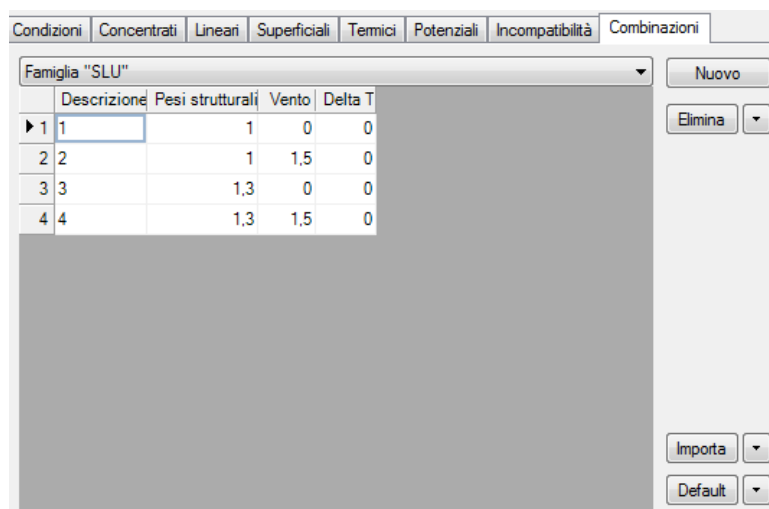 Condizioni Concentrati Lineari Superficiali Termici Potenziali Incompatibilità Combinazioni
Famiglia "SLU"
Nuovo
Descrizione Pesi strutturali Vento Delta T
Elimina
1 1 1 0 0
2 2 1 1,5 0
3 3 1,3 0 0
4 4 1,3 1,5 0
Importa
Default